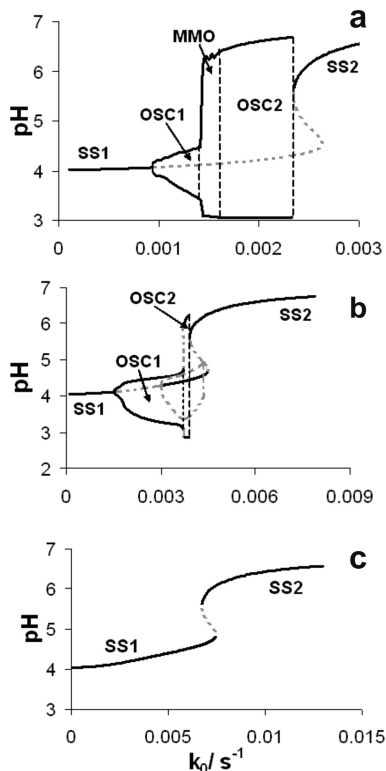 a
7
6
5
4
3
pH
MMO
OSC1
SS1
OSC2
SS2
0 0.001 0.002 0.003
b
7
6
5
4
3
2
pH
OSC2
OSC1
SS1
SS2
0 0.003 0.006 0.009
c
7
6
5
4
3
2
pH
SS1
SS2
0 0.005 0.01 0.015
k0/ s-1